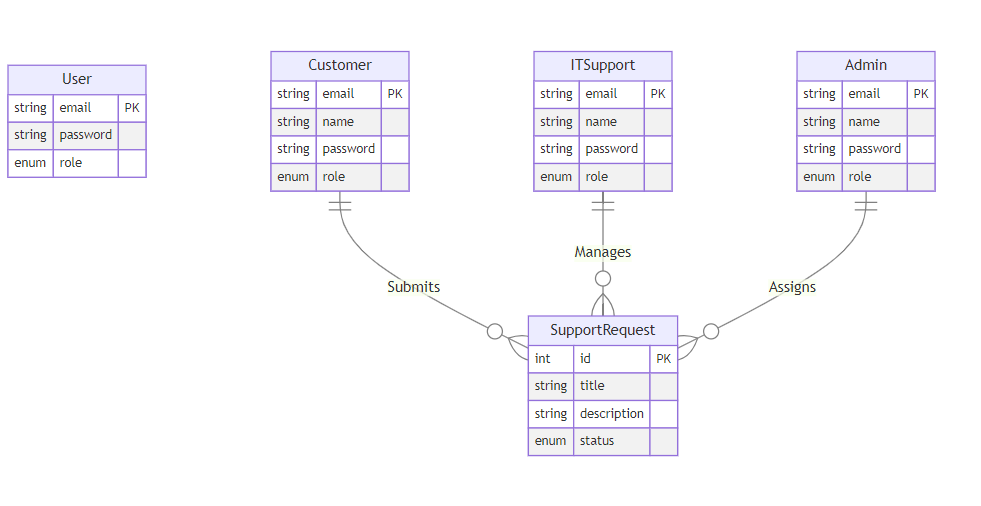 User
string email PK
string password
enum role
Customer
string email PK
string name
string password
enum role
ITSupport
string email PK
string name
string password
enum role
Admin
string email PK
string name
string password
enum role
Submits
Manages
Assigns
SupportRequest
int id PK
string title
string description
enum status